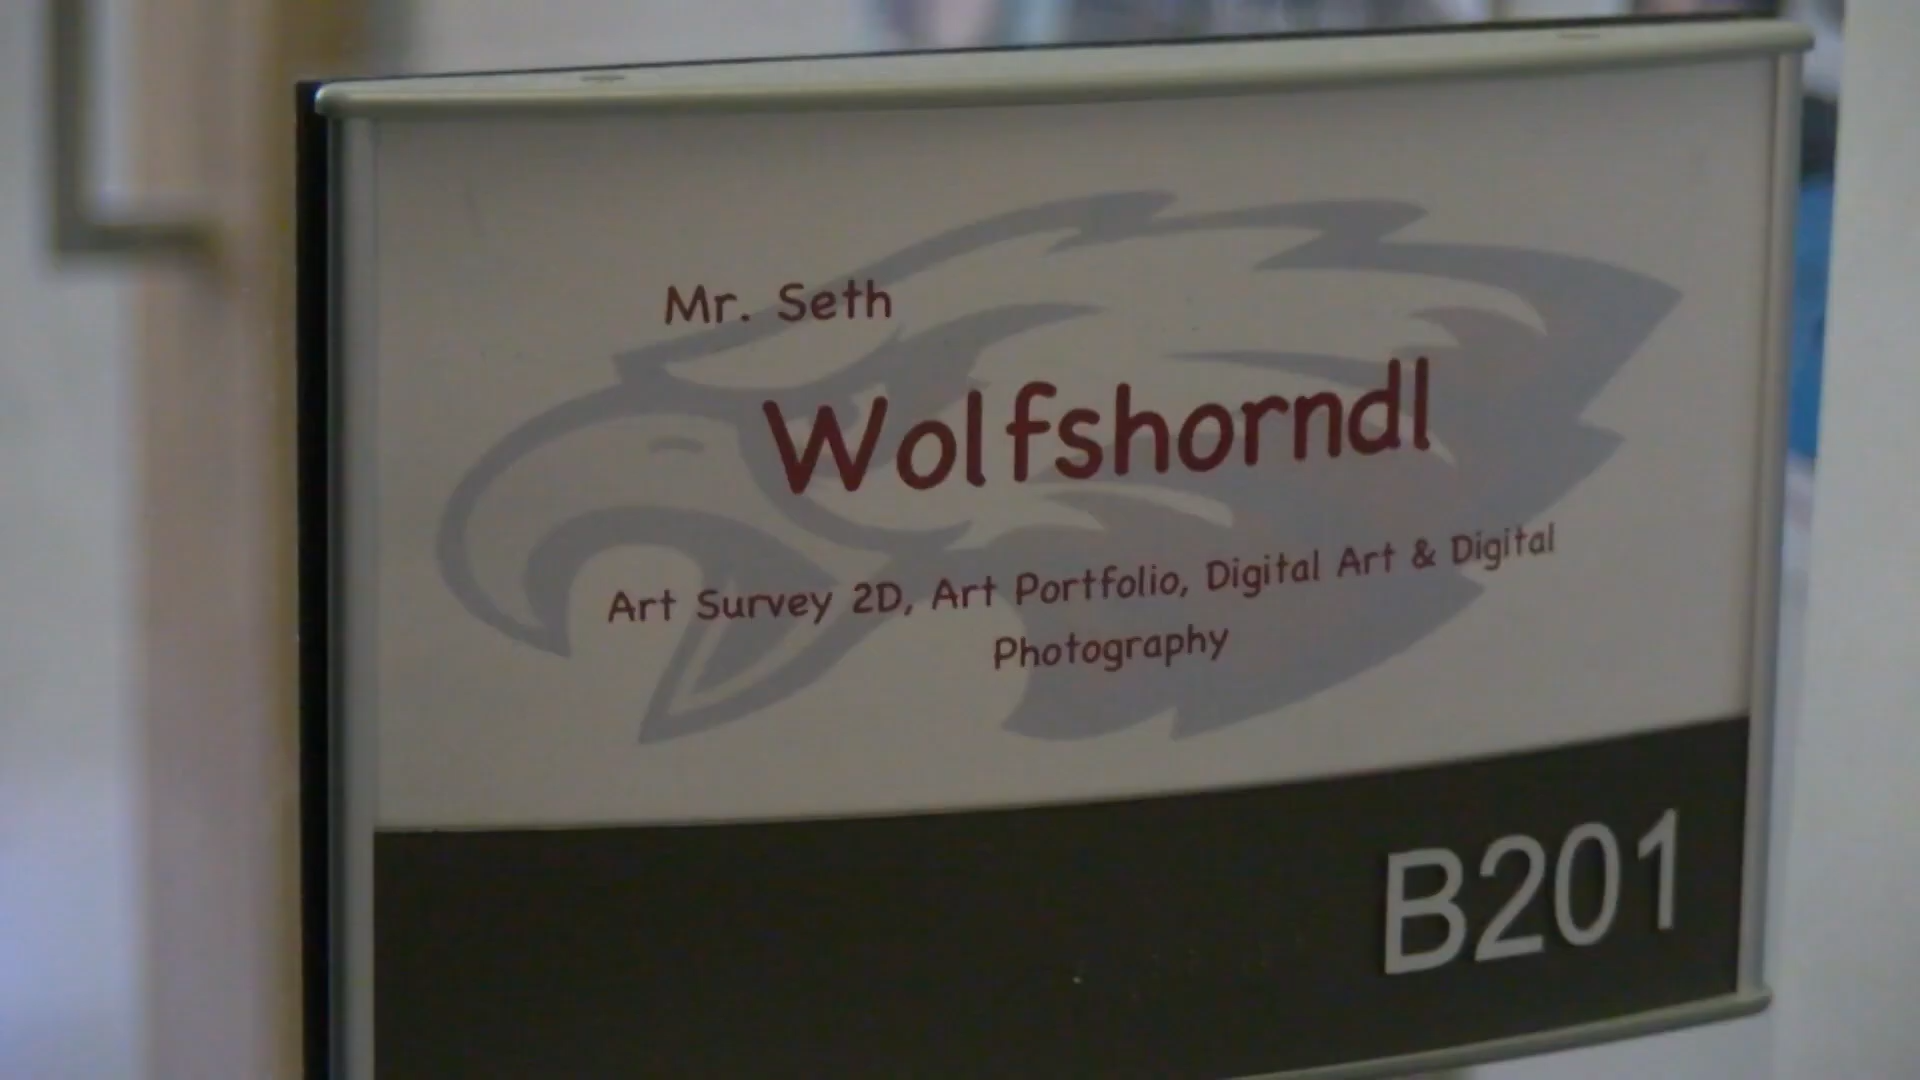 Mr. Seth
Wolfshorndl
Art Survey 2D, Art Portfolio, Digital Art & Digital
Photography
B201